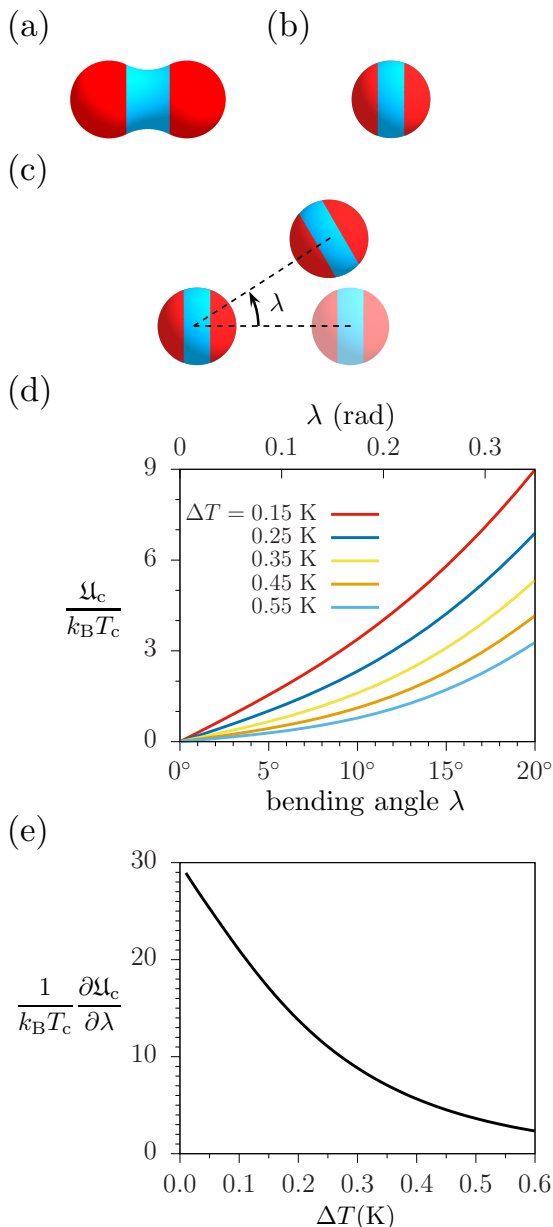 (a)
(b)
(c)
λ
(d)
λ (rad)
0 0.1 0.2 0.3
9
6
3
0
𝔘c
kBTc
ΔT = 0.15 K
0.25 K
0.35 K
0.45 K
0.55 K
0° 5° 10° 15° 20°
bending angle λ
(e)
30
20
10
0
1 ∂𝔘c
kBTc ∂λ
0.0 0.1 0.2 0.3 0.4 0.5 0.6
ΔT(K)